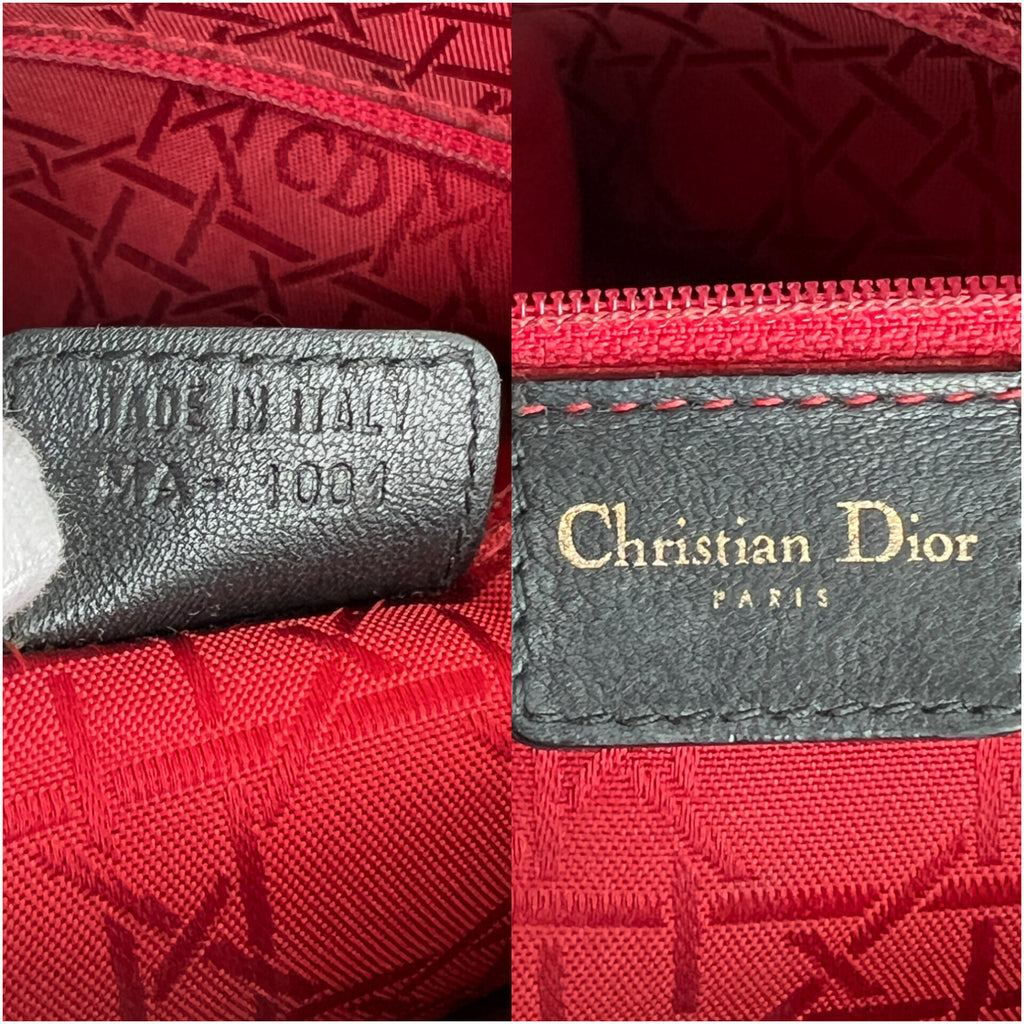 CD
MADE IN ITALY
MA-1001
Christian Dior
PARIS